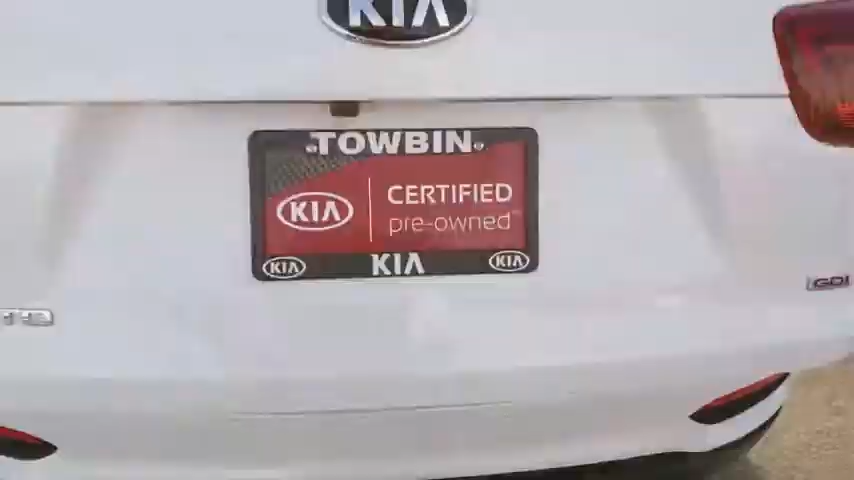 KIA
TOWBIN
KIA
CERTIFIED
pre-owned
KIA KIA KIA
GDI